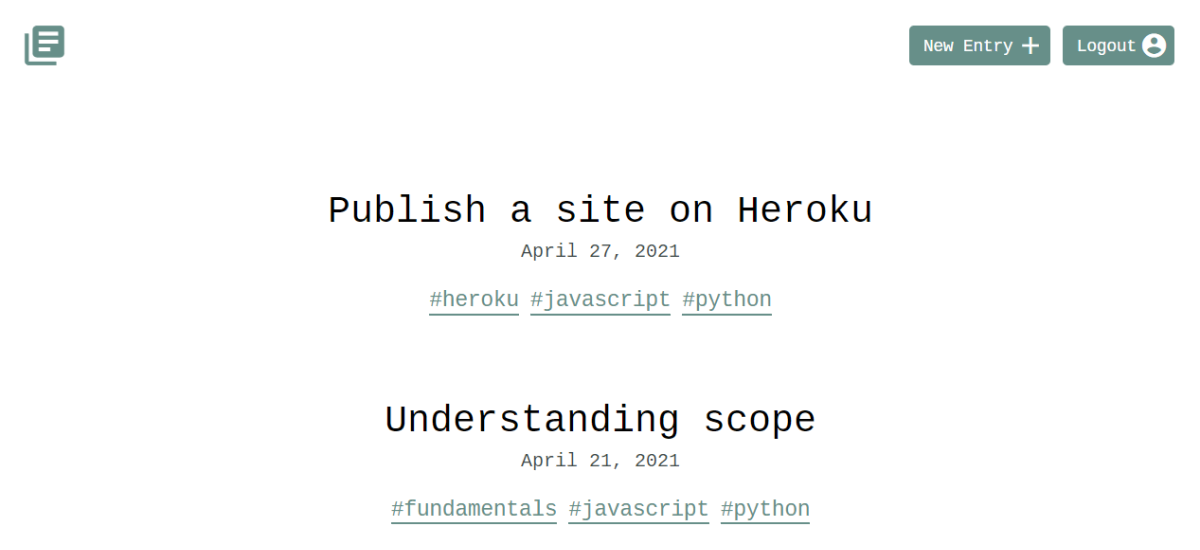 New Entry Logout
Publish a site on Heroku
April 27, 2021
#heroku #javascript #python
Understanding scope
April 21, 2021
#fundamentals #javascript #python